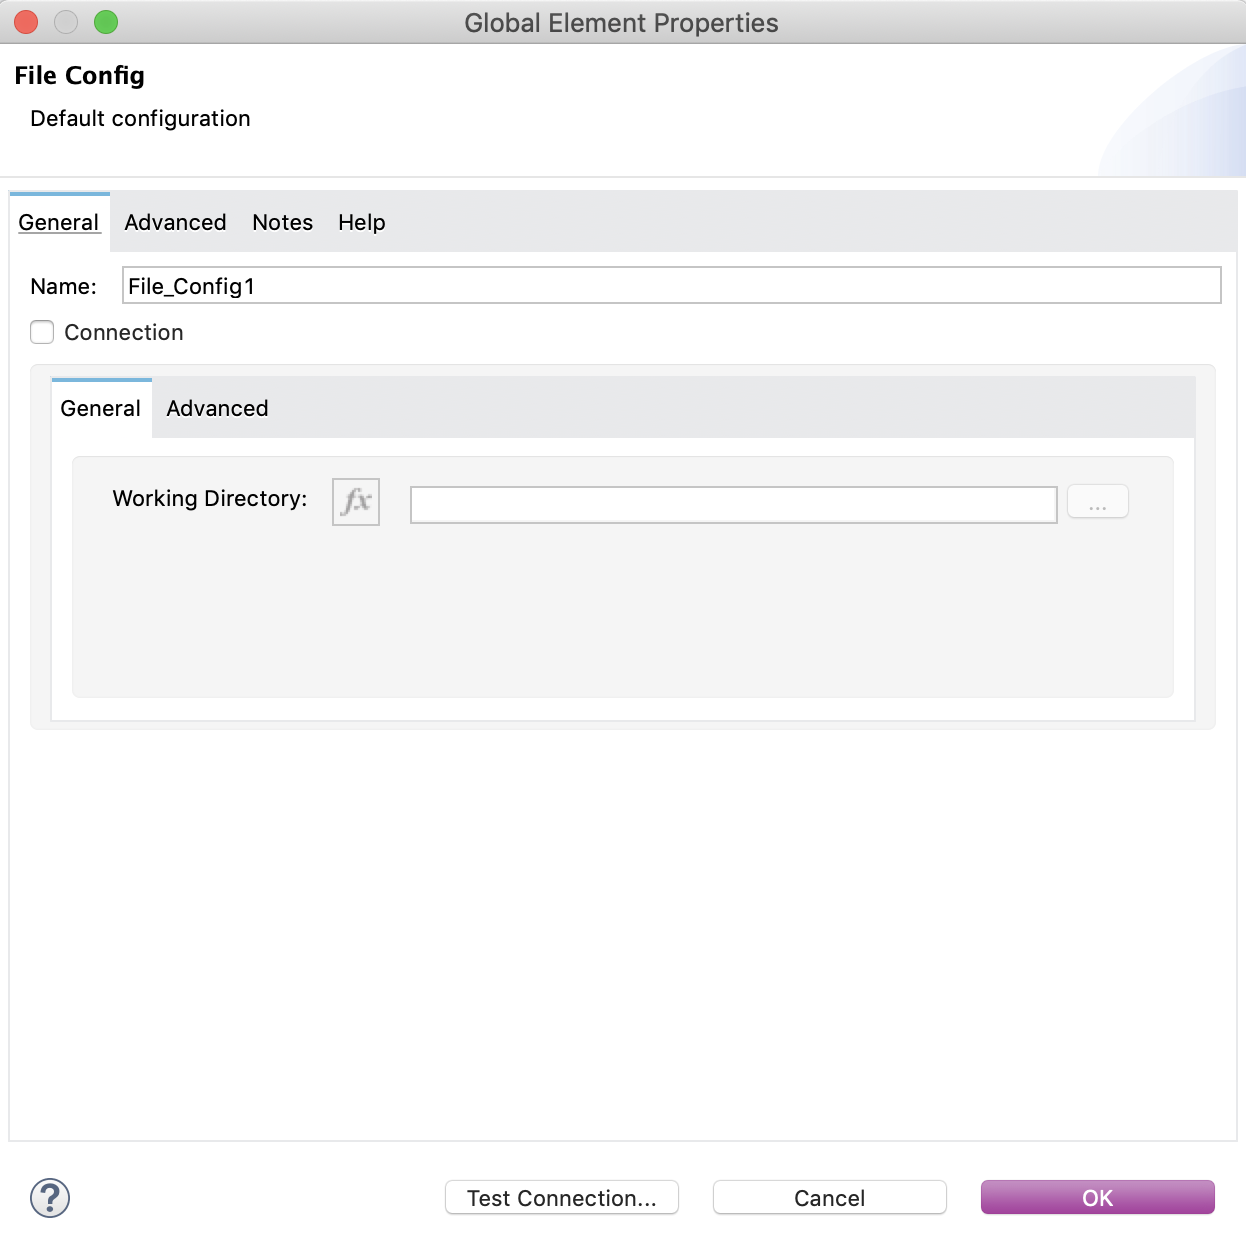 Global Element Properties
File Config
Default configuration
General Advanced Notes Help
Name: File_Config1
Connection
General Advanced
Working Directory: fx ...
? Test Connection... Cancel OK